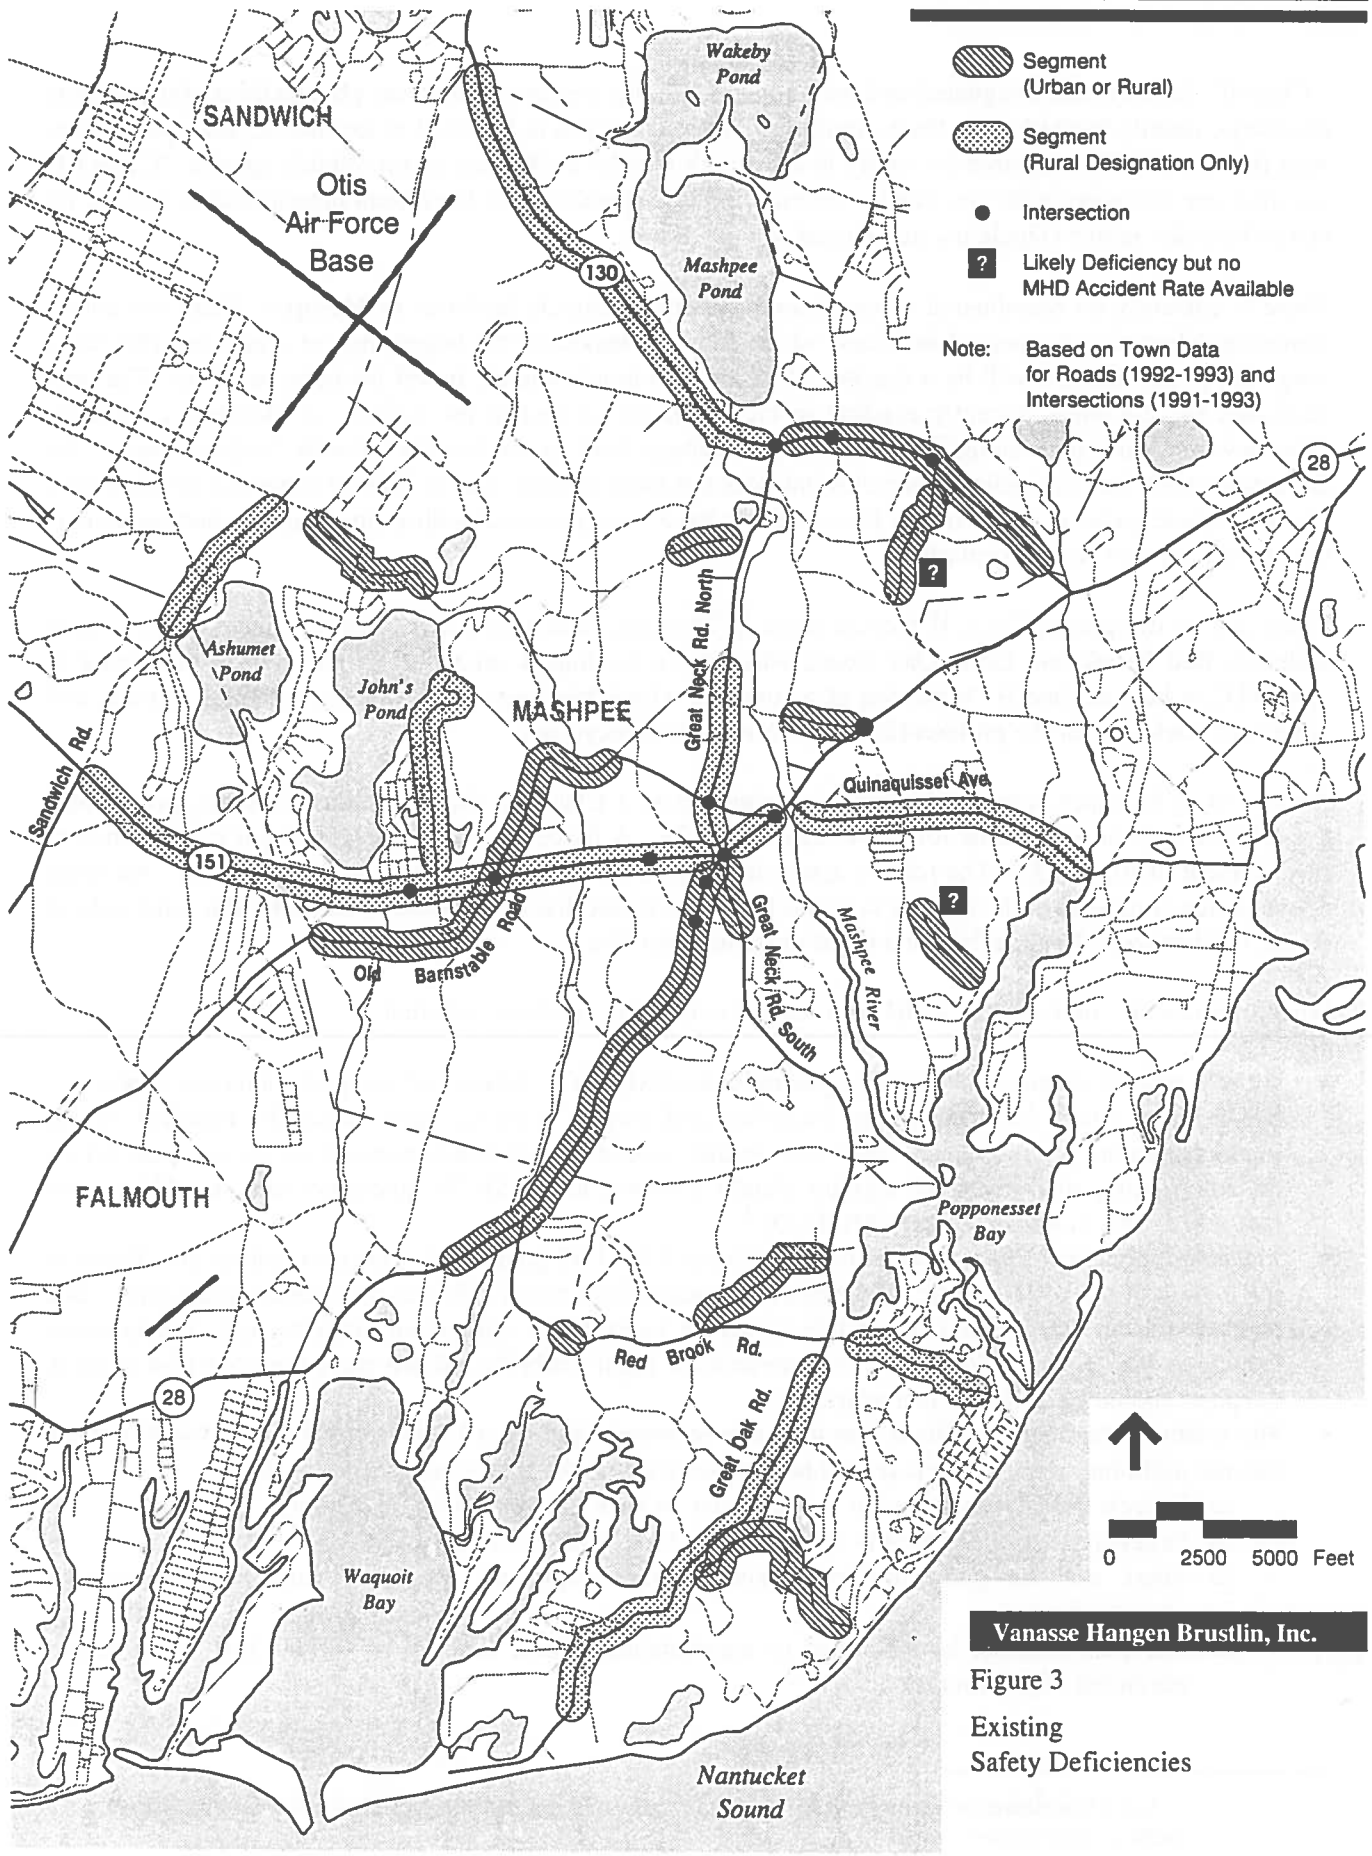 Wakeby
Pond
Segment
(Urban or Rural)
Segment
(Rural Designation Only)
Intersection
?
Likely Deficiency but no
MHD Accident Rate Available
Note:
Based on Town Data
for Roads (1992-1993) and
Intersections (1991-1993)
SANDWICH
Otis
Air Force
Base
130
Mashpee
Pond
28
?
Great Neck Rd. North
Ashumet
Pond
John's
Pond
MASHPEE
Sandwich Rd.
Quinaquisset Ave.
151
?
Old Barnstable Road
Great Neck Rd. South
Mashpee River
FALMOUTH
Popponesset
Bay
Red Brook Rd.
28
Great Oak Rd.
Waquoit
Bay
0 2500 5000 Feet
Vanasse Hangen Brustlin, Inc.
Figure 3
Existing
Safety Deficiencies
Nantucket
Sound